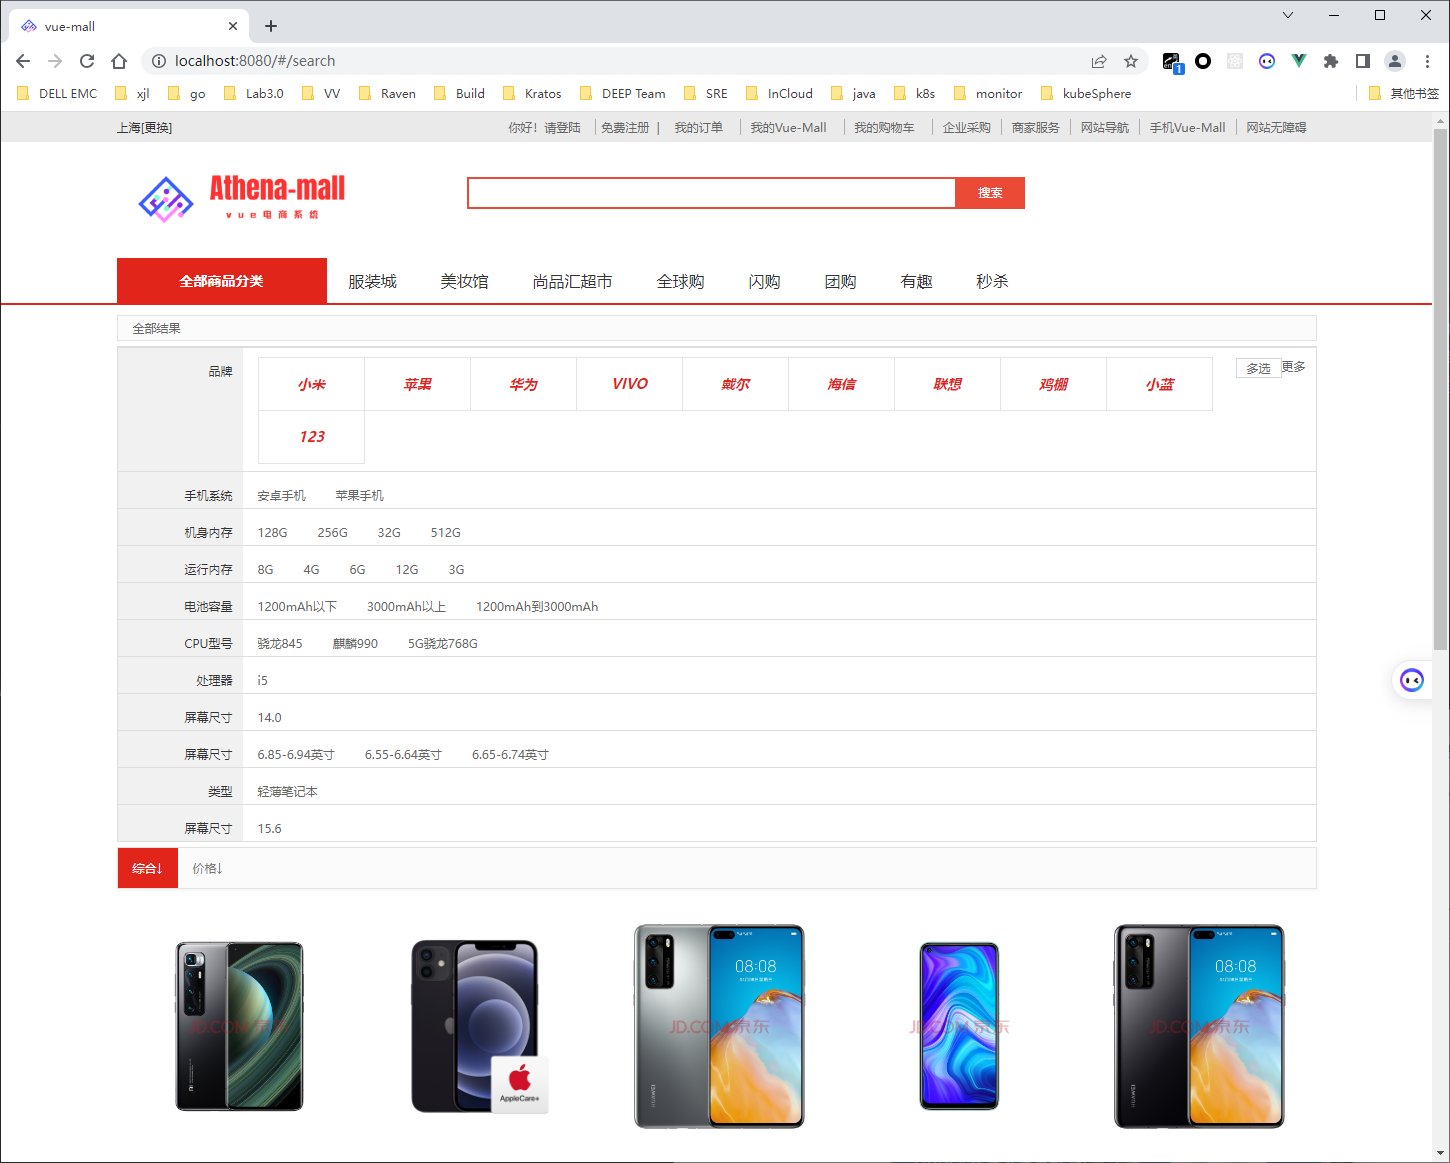 vue-mall
localhost:8080/#/search
DELL EMC xjl go Lab3.0 VV Raven Build Kratos DEEP Team SRE InCloud java k8s monitor kubeSphere 其他书签
上海[更换] 你好！请登陆 免费注册 | 我的订单 我的Vue-Mall 我的购物车 企业采购 商家服务 网站导航 手机Vue-Mall 网站无障碍
Athena-mall
vue电商系统
搜索
全部商品分类 服装城 美妆馆 尚品汇超市 全球购 闪购 团购 有趣 秒杀
全部结果
品牌 小米 苹果 华为 VIVO 戴尔 海信 联想 鸡棚 小蓝 多选 更多
123
手机系统 安卓手机 苹果手机
机身内存 128G 256G 32G 512G
运行内存 8G 4G 6G 12G 3G
电池容量 1200mAh以下 3000mAh以上 1200mAh到3000mAh
CPU型号 骁龙845 麒麟990 5G骁龙768G
处理器 i5
屏幕尺寸 14.0
屏幕尺寸 6.85-6.94英寸 6.55-6.64英寸 6.65-6.74英寸
类型 轻薄笔记本
屏幕尺寸 15.6
综合↓ 价格↓
08:08 08:08
JD.COM 京东 JD.COM 京东 JD.COM 京东 JD.COM 京东
AppleCare+
HUAWEI HUAWEI